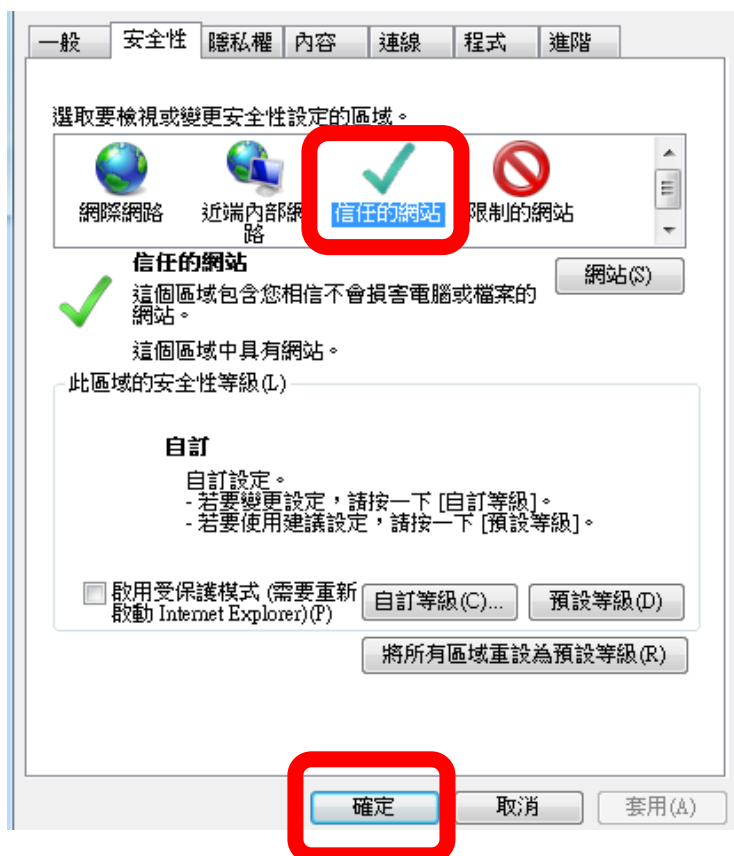 一般 安全性 隱私權 內容 連線 程式 進階
選取要檢視或變更安全性設定的區域。
網際網路 近端內部網路 信任的網站 限制的網站
信任的網站
網站(S)
這個區域包含您相信不會損害電腦或檔案的
網站。
這個區域中具有網站。
此區域的安全性等級(L)
自訂
自訂設定。
- 若要變更設定，請按一下 [自訂等級]。
- 若要使用建議設定，請按一下 [預設等級]。
啟用受保護模式 (需要重新
啟動 Internet Explorer)(P)
自訂等級(C)... 預設等級(D)
將所有區域重設為預設等級(R)
確定 取消 套用(A)